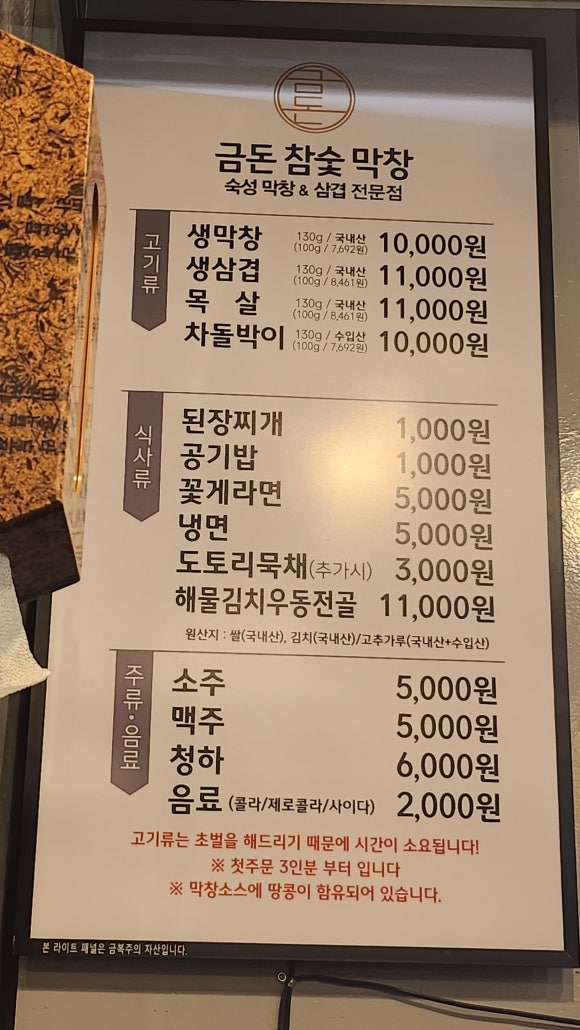 금돈
금돈 참숯 막창
숙성 막창 & 삼겹 전문점
고기류
생막창 130g / 국내산 (100g / 7,692원) 10,000원
생삼겹 130g / 국내산 (100g / 8,461원) 11,000원
목 살 130g / 국내산 (100g / 8,461원) 11,000원
차돌박이 130g / 수입산 (100g / 7,692원) 10,000원
식사류
된장찌개 1,000원
공기밥 1,000원
꽃게라면 5,000원
냉면 5,000원
도토리묵채(추가시) 3,000원
해물김치우동전골 11,000원
원산지 : 쌀(국내산), 김치(국내산)/고추가루(국내산+수입산)
주류·음료
소주 5,000원
맥주 5,000원
청하 6,000원
음료 (콜라/제로콜라/사이다) 2,000원
고기류는 초벌을 해드리기 때문에 시간이 소요됩니다!
※ 첫주문 3인분 부터 입니다
※ 막창소스에 땅콩이 함유되어 있습니다.
본 라이트 패널은 금복주의 자산입니다.